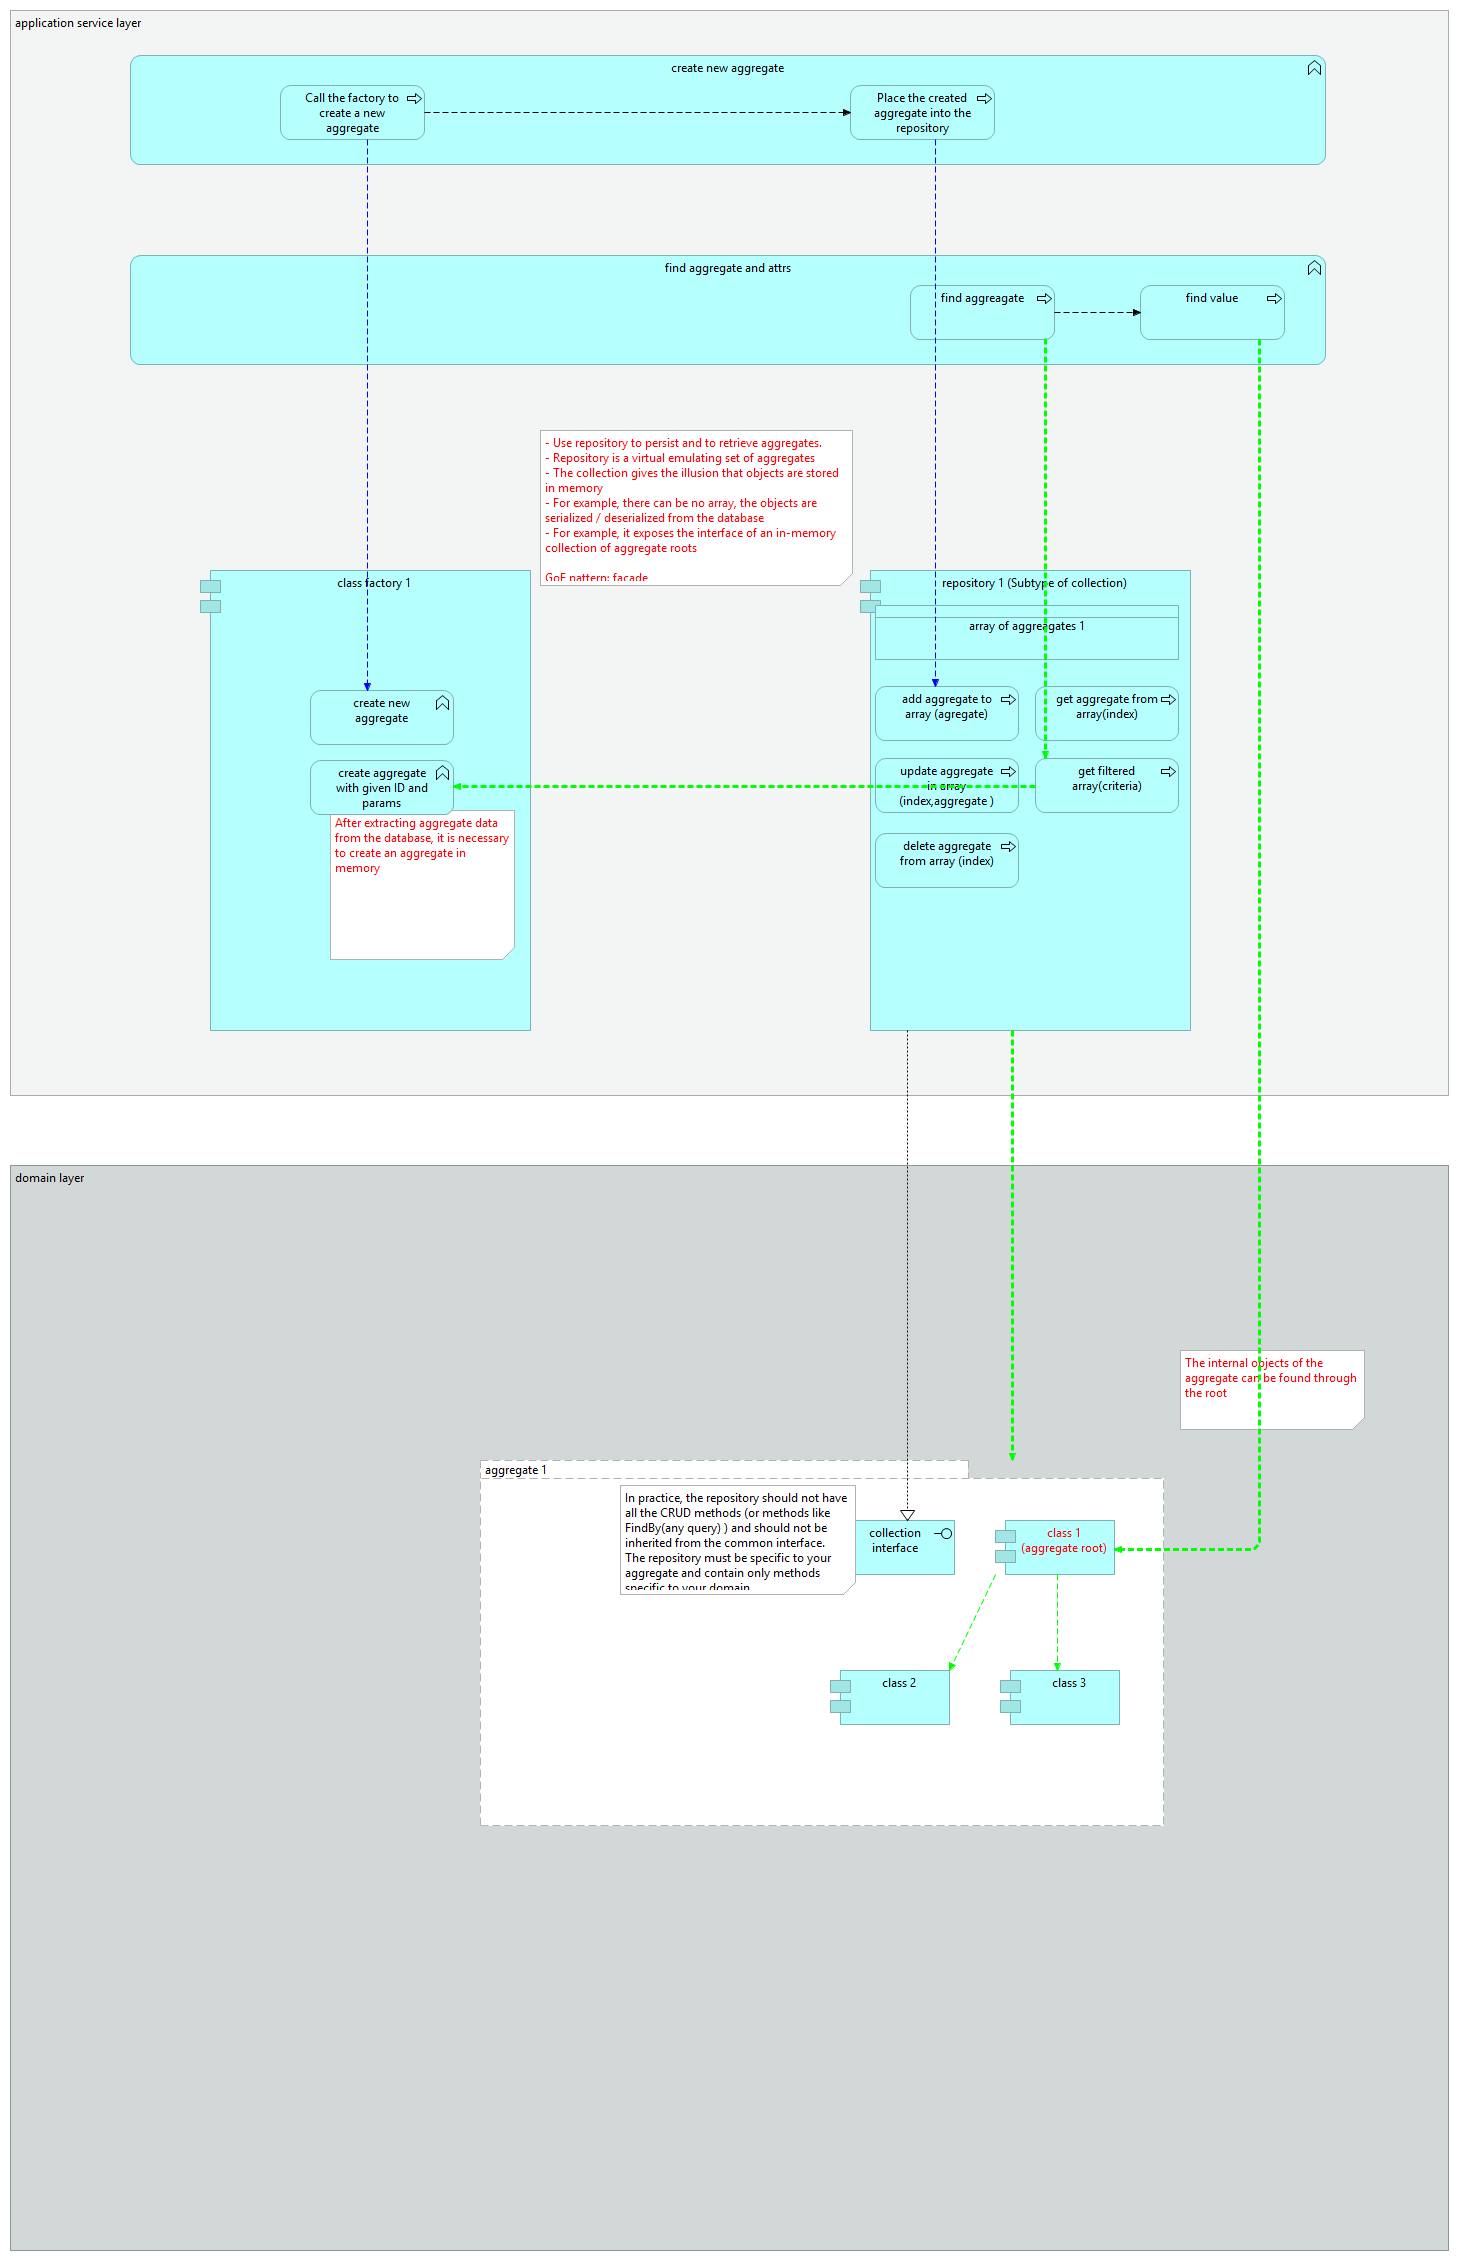 application service layer
create new aggregate
Call the factory to
create a new
aggregate
Place the created
aggregate into the
repository
find aggregate and attrs
find aggreagate
find value
- Use repository to persist and to retrieve aggregates.
- Repository is a virtual emulating set of aggregates
- The collection gives the illusion that objects are stored
in memory
- For example, there can be no array, the objects are
serialized / deserialized from the database
- For example, it exposes the interface of an in-memory
collection of aggregate roots
GoF pattern: facade
class factory 1
create new
aggregate
create aggregate
with given ID and
params
After extracting aggregate data
from the database, it is necessary
to create an aggregate in
memory
repository 1 (Subtype of collection)
array of aggreagates 1
add aggregate to
array (agregate)
get aggregate from
array(index)
update aggregate
in array
(index,aggregate )
get filtered
array(criteria)
delete aggregate
from array (index)
domain layer
The internal objects of the
aggregate can be found through
the root
aggregate 1
In practice, the repository should not have
all the CRUD methods (or methods like
FindBy(any query) ) and should not be
inherited from the common interface.
The repository must be specific to your
aggregate and contain only methods
specific to your domain
collection
interface
class 1
(aggregate root)
class 2
class 3